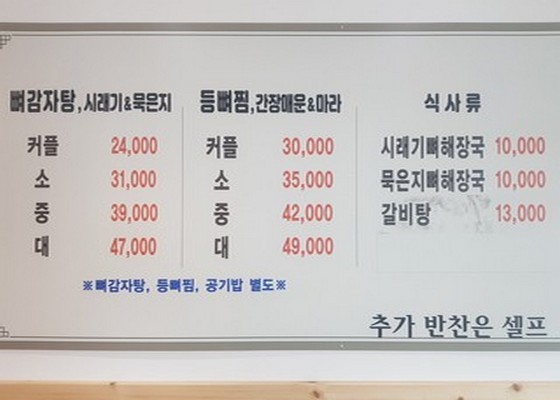 뼈감자탕, 시래기&묵은지
커플 24,000
소 31,000
중 39,000
대 47,000
등뼈찜, 간장매운&마라
커플 30,000
소 35,000
중 42,000
대 49,000
식사류
시래기뼈해장국 10,000
묵은지뼈해장국 10,000
갈비탕 13,000
※뼈감자탕, 등뼈찜, 공기밥 별도※
추가 반찬은 셀프